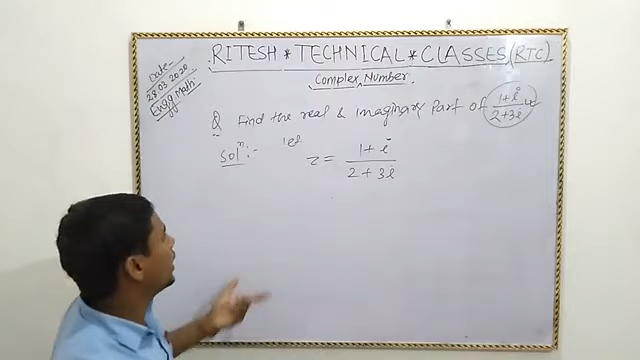 RITESH * TECHNICAL * CLASSES, (RTC)
Complex Number
Date - 28.03.2020
Engg. Math.
Q Find the real & imaginary part of (1+i)/(2+3i)
Solⁿ:- let z = (1+i)/(2+3i)